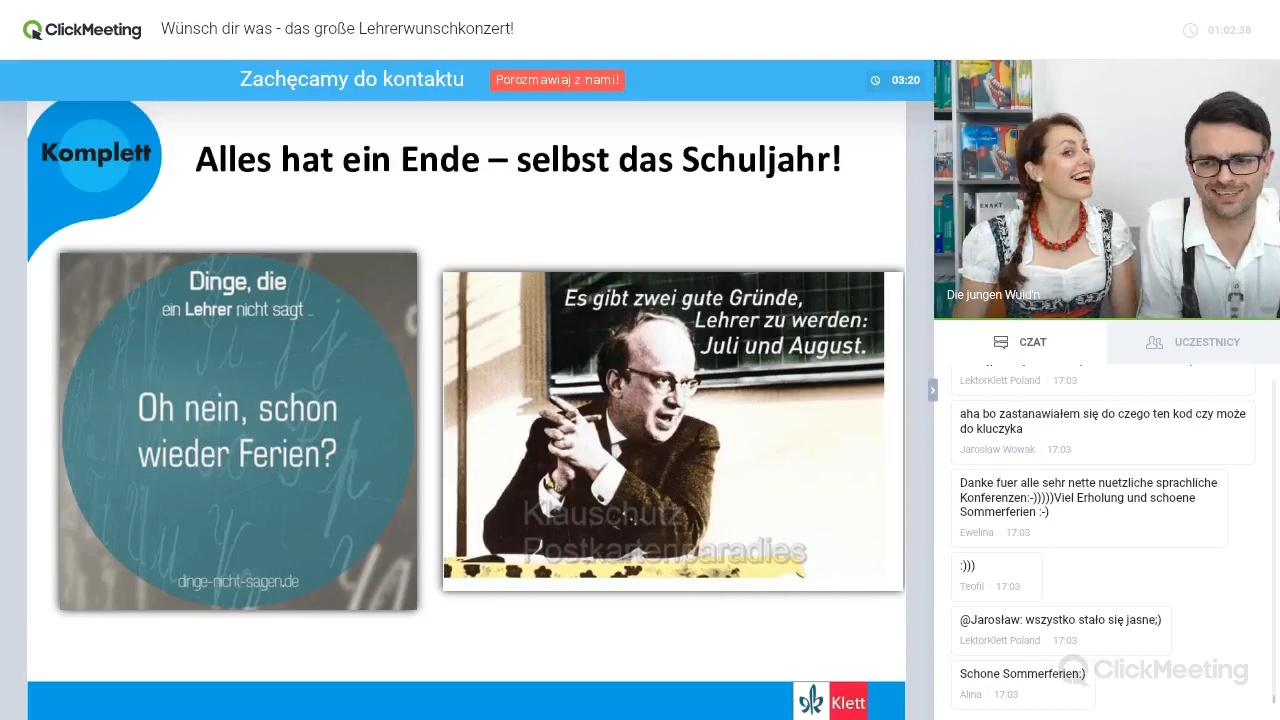 ClickMeeting
Wünsch dir was - das große Lehrerwunschkonzert!
01:02:38
Zachęcamy do kontaktu
Porozmawiaj z nami!
03:20
Komplett
Alles hat ein Ende – selbst das Schuljahr!
Dinge, die
ein Lehrer nicht sagt ...
Oh nein, schon
wieder Ferien?
dinge-nicht-sagen.de
Es gibt zwei gute Gründe,
Lehrer zu werden:
Juli und August.
Klauschutz
Postkartenparadies
Klett
EXAKT
Die jungen Wuid'n
CZAT
UCZESTNICY
LektorKlett Poland 17:03
aha bo zastanawiałem się do czego ten kod czy może
do kluczyka
Jarosław Wowak 17:03
Danke fuer alle sehr nette nuetzliche sprachliche
Konferenzen:-)))))Viel Erholung und schoene
Sommerferien :-)
Ewelina 17:03
:)))
Teofil 17:03
@Jarosław: wszystko stało się jasne;)
LektorKlett Poland 17:03
Schone Sommerferien:)
Alina 17:03
ClickMeeting